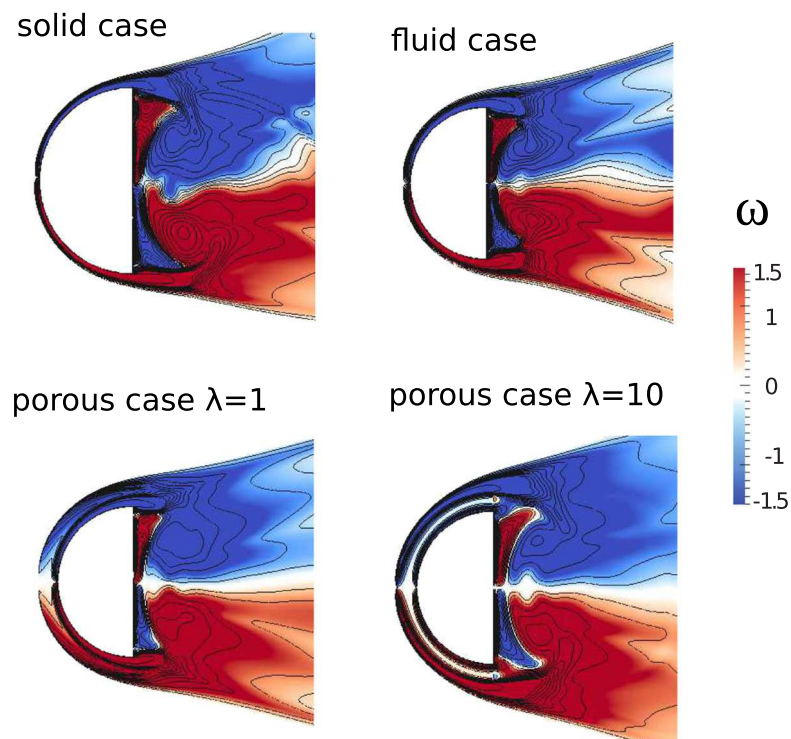 solid case
fluid case
porous case λ=1
porous case λ=10
ω
1.5
1
0
-1
-1.5